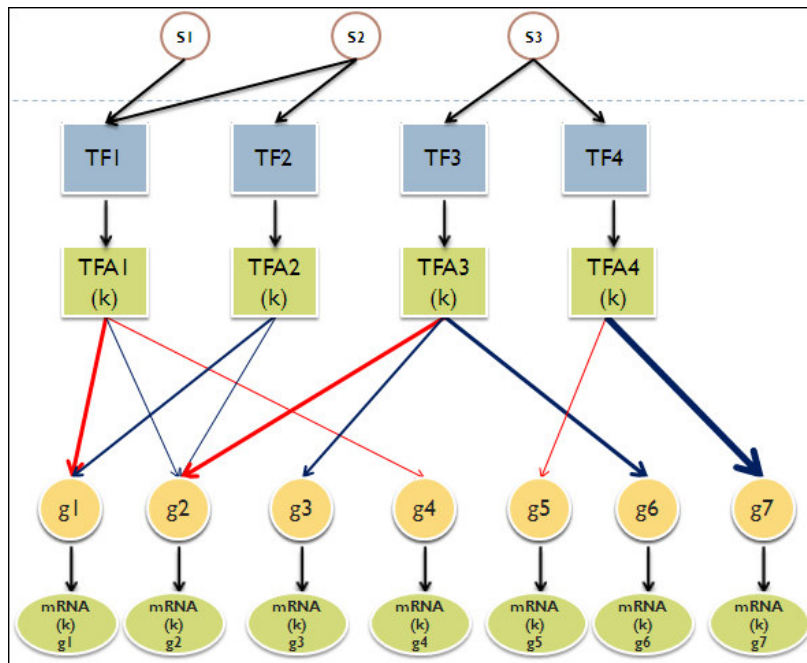 S1
S2
S3
TF1
TF2
TF3
TF4
TFA1
(k)
TFA2
(k)
TFA3
(k)
TFA4
(k)
g1
g2
g3
g4
g5
g6
g7
mRNA
(k)
g1
mRNA
(k)
g2
mRNA
(k)
g3
mRNA
(k)
g4
mRNA
(k)
g5
mRNA
(k)
g6
mRNA
(k)
g7